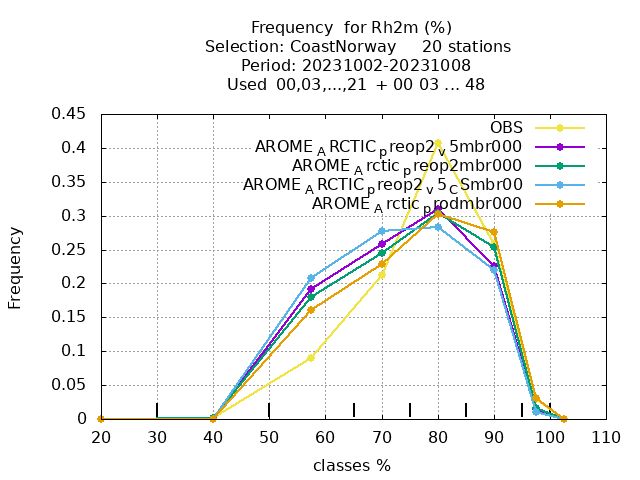 Frequency  for Rh2m (%)
Selection: CoastNorway     20 stations
Period: 20231002-20231008
Used  00,03,...,21  + 00 03 ... 48
0.45
0.4
0.35
0.3
0.25
0.2
0.15
0.1
0.05
0
Frequency
OBS
AROME_ARCTIC_preop2_v5mbr000
AROME_Arctic_preop2mbr000
AROME_ARCTIC_preop2_v5_CSmbr00
AROME_Arctic_prodmbr000
20 30 40 50 60 70 80 90 100 110
classes %